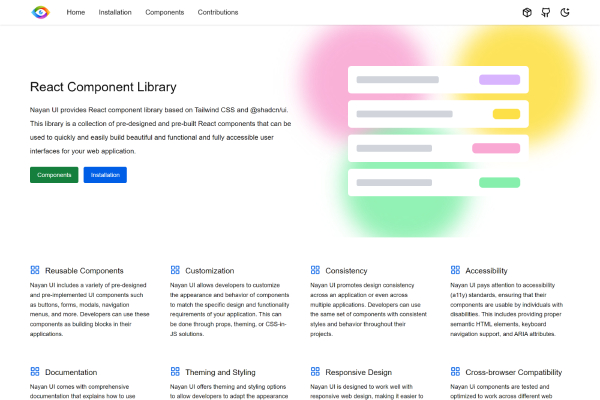 Home Installation Components Contributions
React Component Library
Nayan UI provides React component library based on Tailwind CSS and @shadcn/ui.
This library is a collection of pre-designed and pre-built React components that can be
used to quickly and easily build beautiful and functional and fully accessible user
interfaces for your web application.
Components Installation
Reusable Components
Nayan UI includes a variety of pre-designed
and pre-implemented UI components such
as buttons, forms, modals, navigation
menus, and more. Developers can use these
components as building blocks in their
applications.
Customization
Nayan UI allows developers to customize
the appearance and behavior of components
to match the specific design and functionality
requirements of your application. This can
be done through props, theming, or CSS-in-
JS solutions.
Consistency
Nayan UI promotes design consistency
across an application or even across
multiple applications. Developers can use
the same set of components with consistent
styles and behavior throughout their
projects.
Accessibility
Nayan UI pays attention to accessibility
(a11y) standards, ensuring that their
components are usable by individuals with
disabilities. This includes providing proper
semantic HTML elements, keyboard
navigation support, and ARIA attributes.
Documentation
Nayan UI comes with comprehensive
documentation that explains how to use
Theming and Styling
Nayan UI offers theming and styling options
to allow developers to adapt the appearance
Responsive Design
Nayan UI is designed to work well with
responsive web design, making it easier to
Cross-browser Compatibility
Nayan UI components are tested and
optimized to work across different web